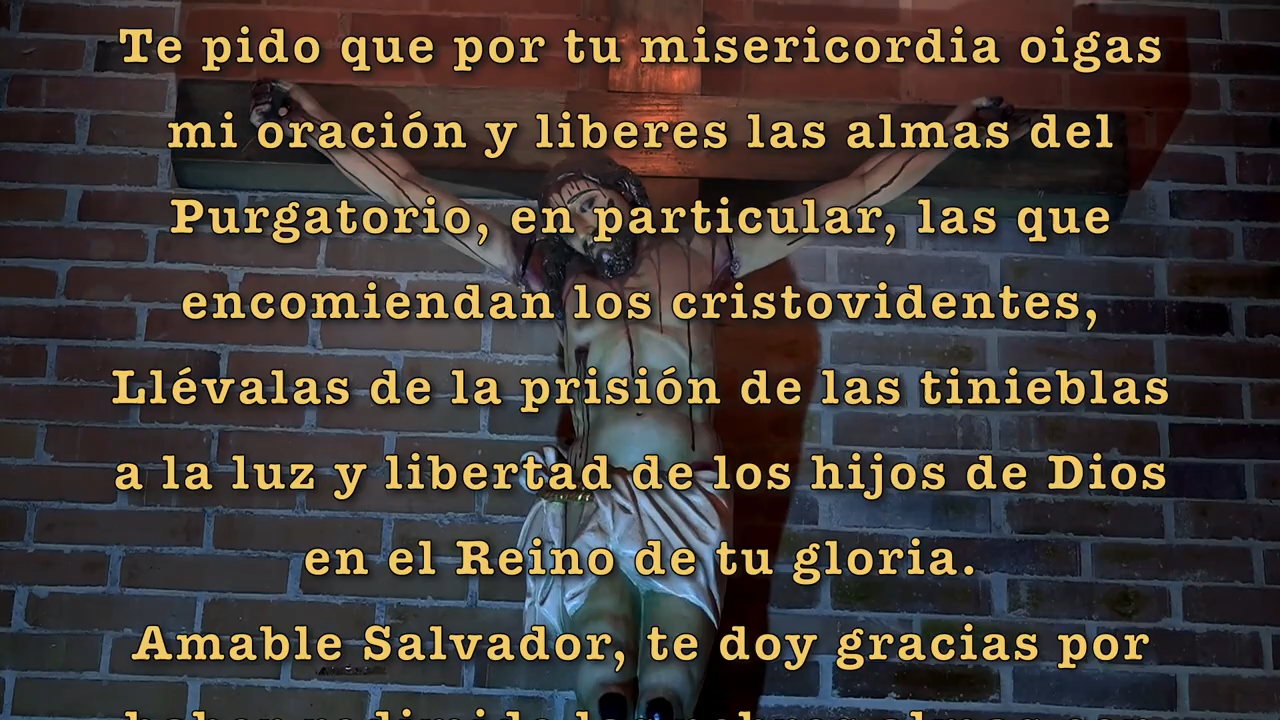 Te pido que por tu misericordia oigas
mi oración y liberes las almas del
Purgatorio, en particular, las que
encomiendan los cristovidentes,
Llévalas de la prisión de las tinieblas
a la luz y libertad de los hijos de Dios
en el Reino de tu gloria.
Amable Salvador, te doy gracias por